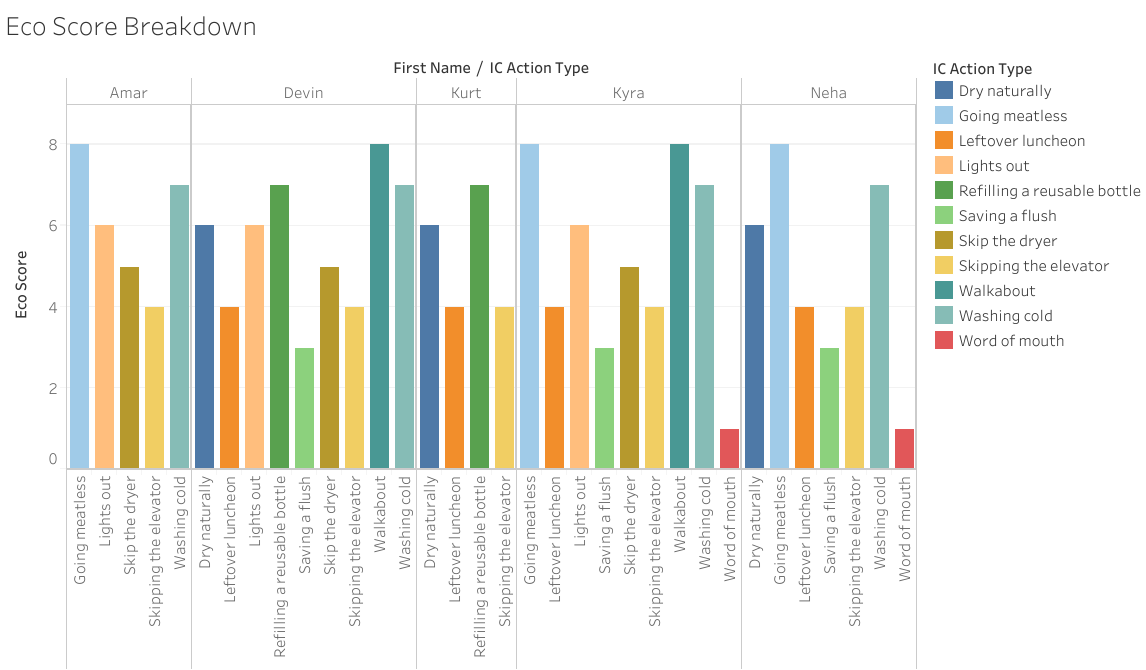 Eco Score Breakdown
First Name / IC Action Type
Amar
Devin
Kurt
Kyra
Neha
Eco Score
8
6
4
2
0
Going meatless
Lights out
Skip the dryer
Skipping the elevator
Washing cold
Dry naturally
Leftover luncheon
Lights out
Refilling a reusable bottle
Saving a flush
Skip the dryer
Skipping the elevator
Walkabout
Washing cold
Dry naturally
Leftover luncheon
Refilling a reusable bottle
Skipping the elevator
Going meatless
Leftover luncheon
Lights out
Saving a flush
Skip the dryer
Skipping the elevator
Walkabout
Washing cold
Word of mouth
Dry naturally
Going meatless
Leftover luncheon
Saving a flush
Skipping the elevator
Washing cold
Word of mouth
IC Action Type
Dry naturally
Going meatless
Leftover luncheon
Lights out
Refilling a reusable bottle
Saving a flush
Skip the dryer
Skipping the elevator
Walkabout
Washing cold
Word of mouth